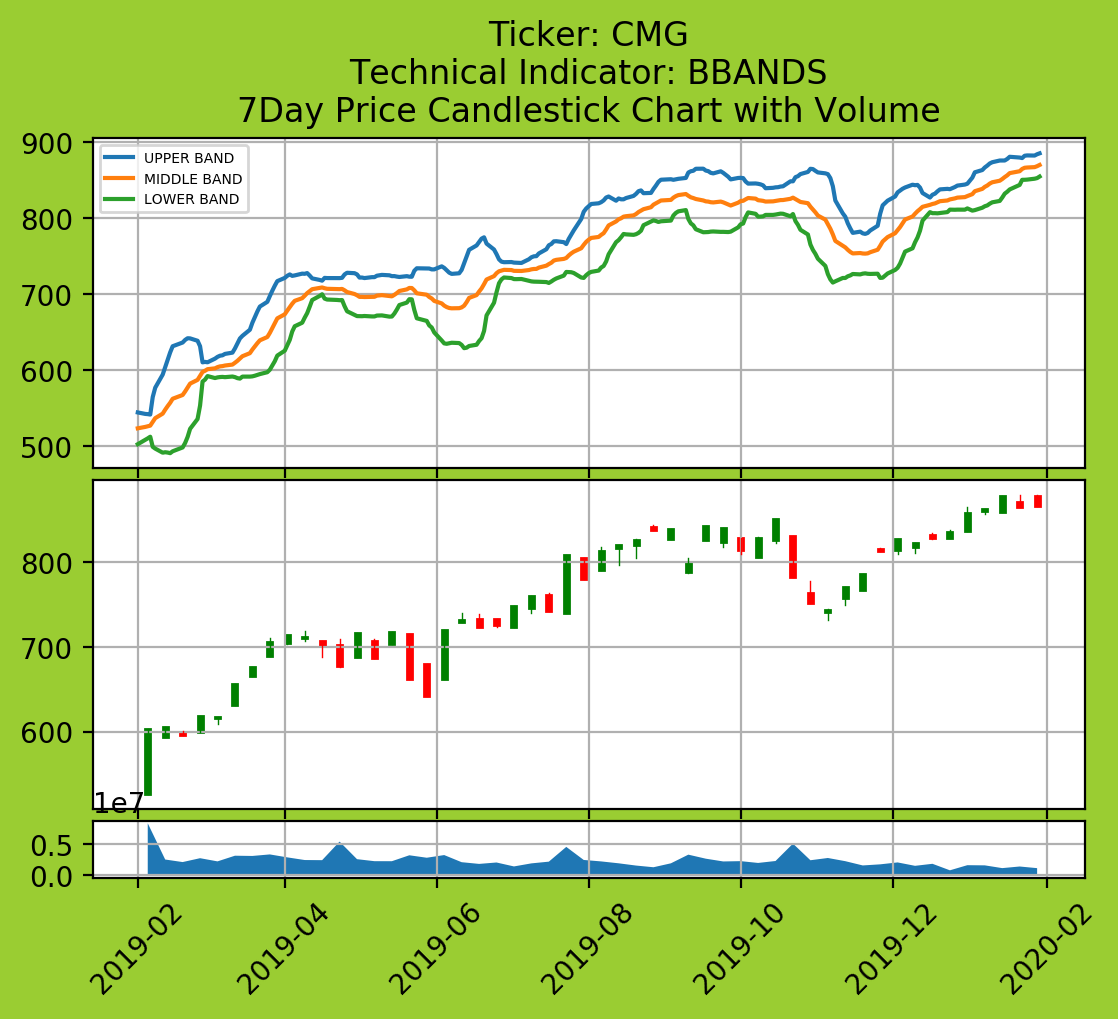 Ticker: CMG
Technical Indicator: BBANDS
7Day Price Candlestick Chart with Volume
900
800
700
600
500
UPPER BAND
MIDDLE BAND
LOWER BAND
800
700
600
1e7
0.5
0.0
2019-02
2019-04
2019-06
2019-08
2019-10
2019-12
2020-02